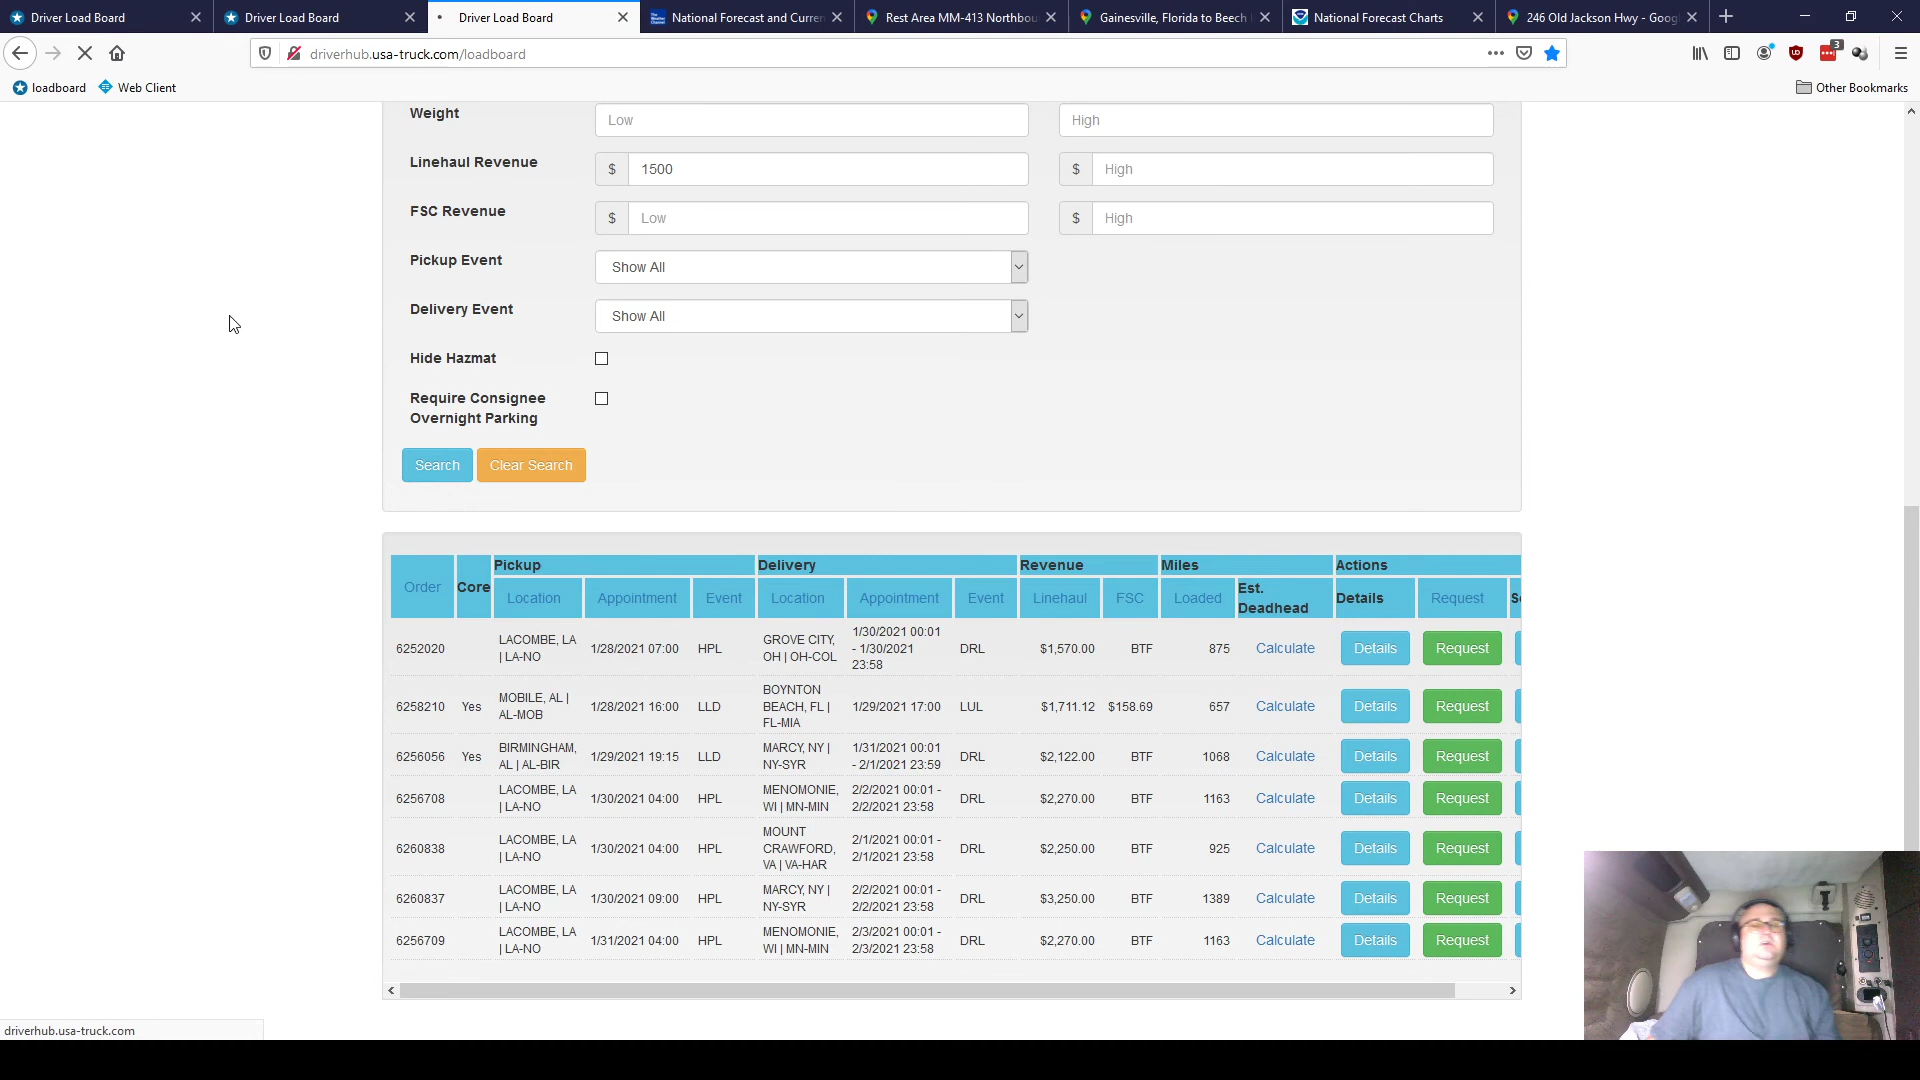 Driver Load Board
Driver Load Board
Driver Load Board
National Forecast and Curren
Rest Area MM-413 Northbou
Gainesville, Florida to Beech
National Forecast Charts
246 Old Jackson Hwy - Goog
driverhub.usa-truck.com/loadboard
3
loadboard
Web Client
Other Bookmarks
Weight Low High
Linehaul Revenue $ 1500 $ High
FSC Revenue $ Low $ High
Pickup Event Show All
Delivery Event Show All
Hide Hazmat
Require Consignee
Overnight Parking
Search Clear Search
Pickup Delivery Revenue Miles Actions
Order Core Location Appointment Event Location Appointment Event Linehaul FSC Loaded Est. Deadhead Details Request
6252020 LACOMBE, LA | LA-NO 1/28/2021 07:00 HPL GROVE CITY, OH | OH-COL 1/30/2021 00:01 - 1/30/2021 23:58 DRL $1,570.00 BTF 875 Calculate Details Request
6258210 Yes MOBILE, AL | AL-MOB 1/28/2021 16:00 LLD BOYNTON BEACH, FL | FL-MIA 1/29/2021 17:00 LUL $1,711.12 $158.69 657 Calculate Details Request
6256056 Yes BIRMINGHAM, AL | AL-BIR 1/29/2021 19:15 LLD MARCY, NY | NY-SYR 1/31/2021 00:01 - 2/1/2021 23:59 DRL $2,122.00 BTF 1068 Calculate Details Request
6256708 LACOMBE, LA | LA-NO 1/30/2021 04:00 HPL MENOMONIE, WI | MN-MIN 2/2/2021 00:01 - 2/2/2021 23:58 DRL $2,270.00 BTF 1163 Calculate Details Request
6260838 LACOMBE, LA | LA-NO 1/30/2021 04:00 HPL MOUNT CRAWFORD, VA | VA-HAR 2/1/2021 00:01 - 2/1/2021 23:58 DRL $2,250.00 BTF 925 Calculate Details Request
6260837 LACOMBE, LA | LA-NO 1/30/2021 09:00 HPL MARCY, NY | NY-SYR 2/2/2021 00:01 - 2/2/2021 23:58 DRL $3,250.00 BTF 1389 Calculate Details Request
6256709 LACOMBE, LA | LA-NO 1/31/2021 04:00 HPL MENOMONIE, WI | MN-MIN 2/3/2021 00:01 - 2/3/2021 23:58 DRL $2,270.00 BTF 1163 Calculate Details Request
driverhub.usa-truck.com